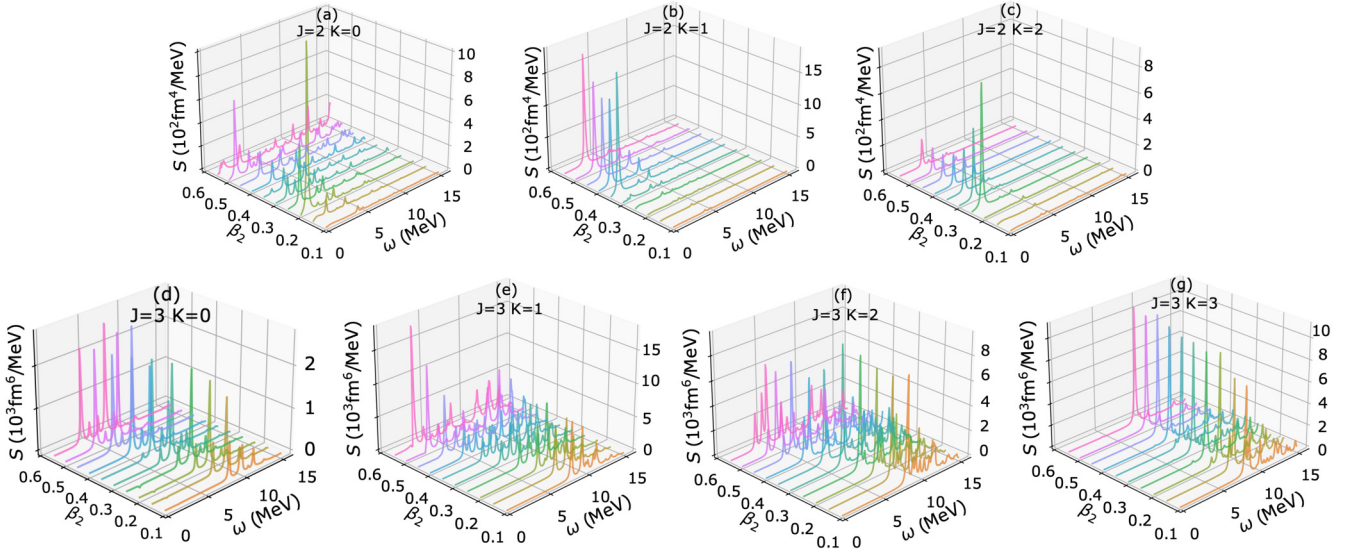 (a)
J=2 K=0
S (10²fm⁴/MeV)
10
8
6
4
2
0
0.6
0.5
0.4
0.3
0.2
0.1
β₂
0
5
10
15
ω (MeV)
(b)
J=2 K=1
S (10²fm⁴/MeV)
15
10
5
0
0.6
0.5
0.4
0.3
0.2
0.1
β₂
0
5
10
15
ω (MeV)
(c)
J=2 K=2
S (10²fm⁴/MeV)
8
6
4
2
0
0.6
0.5
0.4
0.3
0.2
0.1
β₂
0
5
10
15
ω (MeV)
(d)
J=3 K=0
S (10³fm⁶/MeV)
2
1
0
0.6
0.5
0.4
0.3
0.2
0.1
β₂
0
5
10
15
ω (MeV)
(e)
J=3 K=1
S (10³fm⁶/MeV)
15
10
5
0
0.6
0.5
0.4
0.3
0.2
0.1
β₂
0
5
10
15
ω (MeV)
(f)
J=3 K=2
S (10³fm⁶/MeV)
8
6
4
2
0
0.6
0.5
0.4
0.3
0.2
0.1
β₂
0
5
10
15
ω (MeV)
(g)
J=3 K=3
S (10³fm⁶/MeV)
10
8
6
4
2
0
0.6
0.5
0.4
0.3
0.2
0.1
β₂
0
5
10
15
ω (MeV)